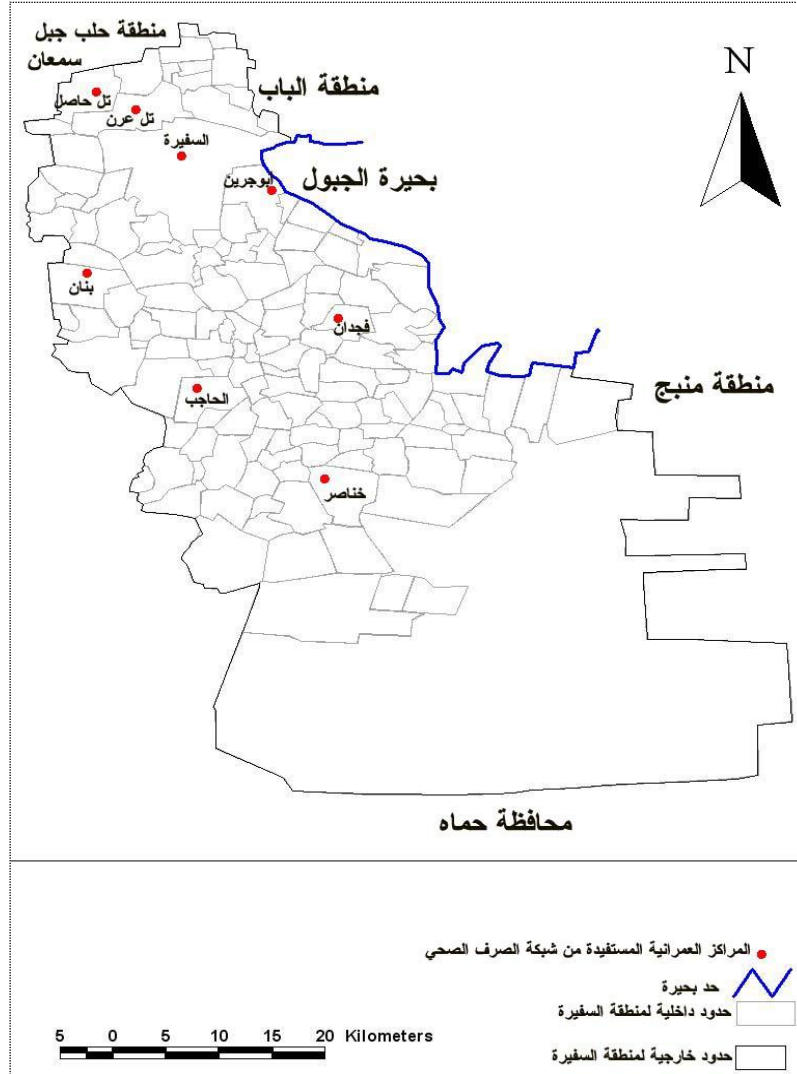 منطقة حلب جبل
سمعان
منطقة الباب
N
تل حاصل
تل عرن
السفيرة
بحيرة الجبول
ابوجرين
بنان
فجدان
منطقة منبج
الحاجب
خناصر
محافظة حماه
المراكز العمرانية المستفيدة من شبكة الصرف الصحي
حد بحيرة
حدود داخلية لمنطقة السفيرة
5 0 5 10 15 20 Kilometers
حدود خارجية لمنطقة السفيرة